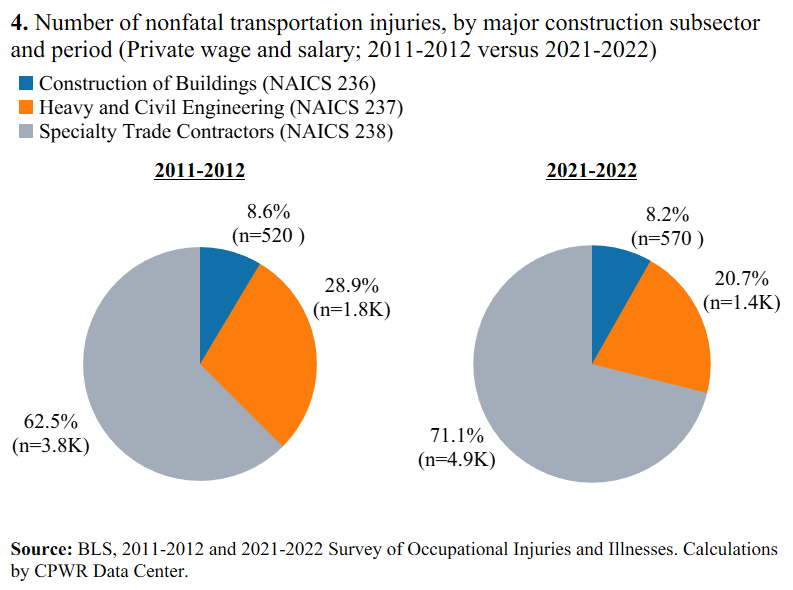 4. Number of nonfatal transportation injuries, by major construction subsector
and period (Private wage and salary; 2011-2012 versus 2021-2022)
Construction of Buildings (NAICS 236)
Heavy and Civil Engineering (NAICS 237)
Specialty Trade Contractors (NAICS 238)
2011-2012
8.6%
(n=520 )
28.9%
(n=1.8K)
62.5%
(n=3.8K)
2021-2022
8.2%
(n=570 )
20.7%
(n=1.4K)
71.1%
(n=4.9K)
Source: BLS, 2011-2012 and 2021-2022 Survey of Occupational Injuries and Illnesses. Calculations
by CPWR Data Center.